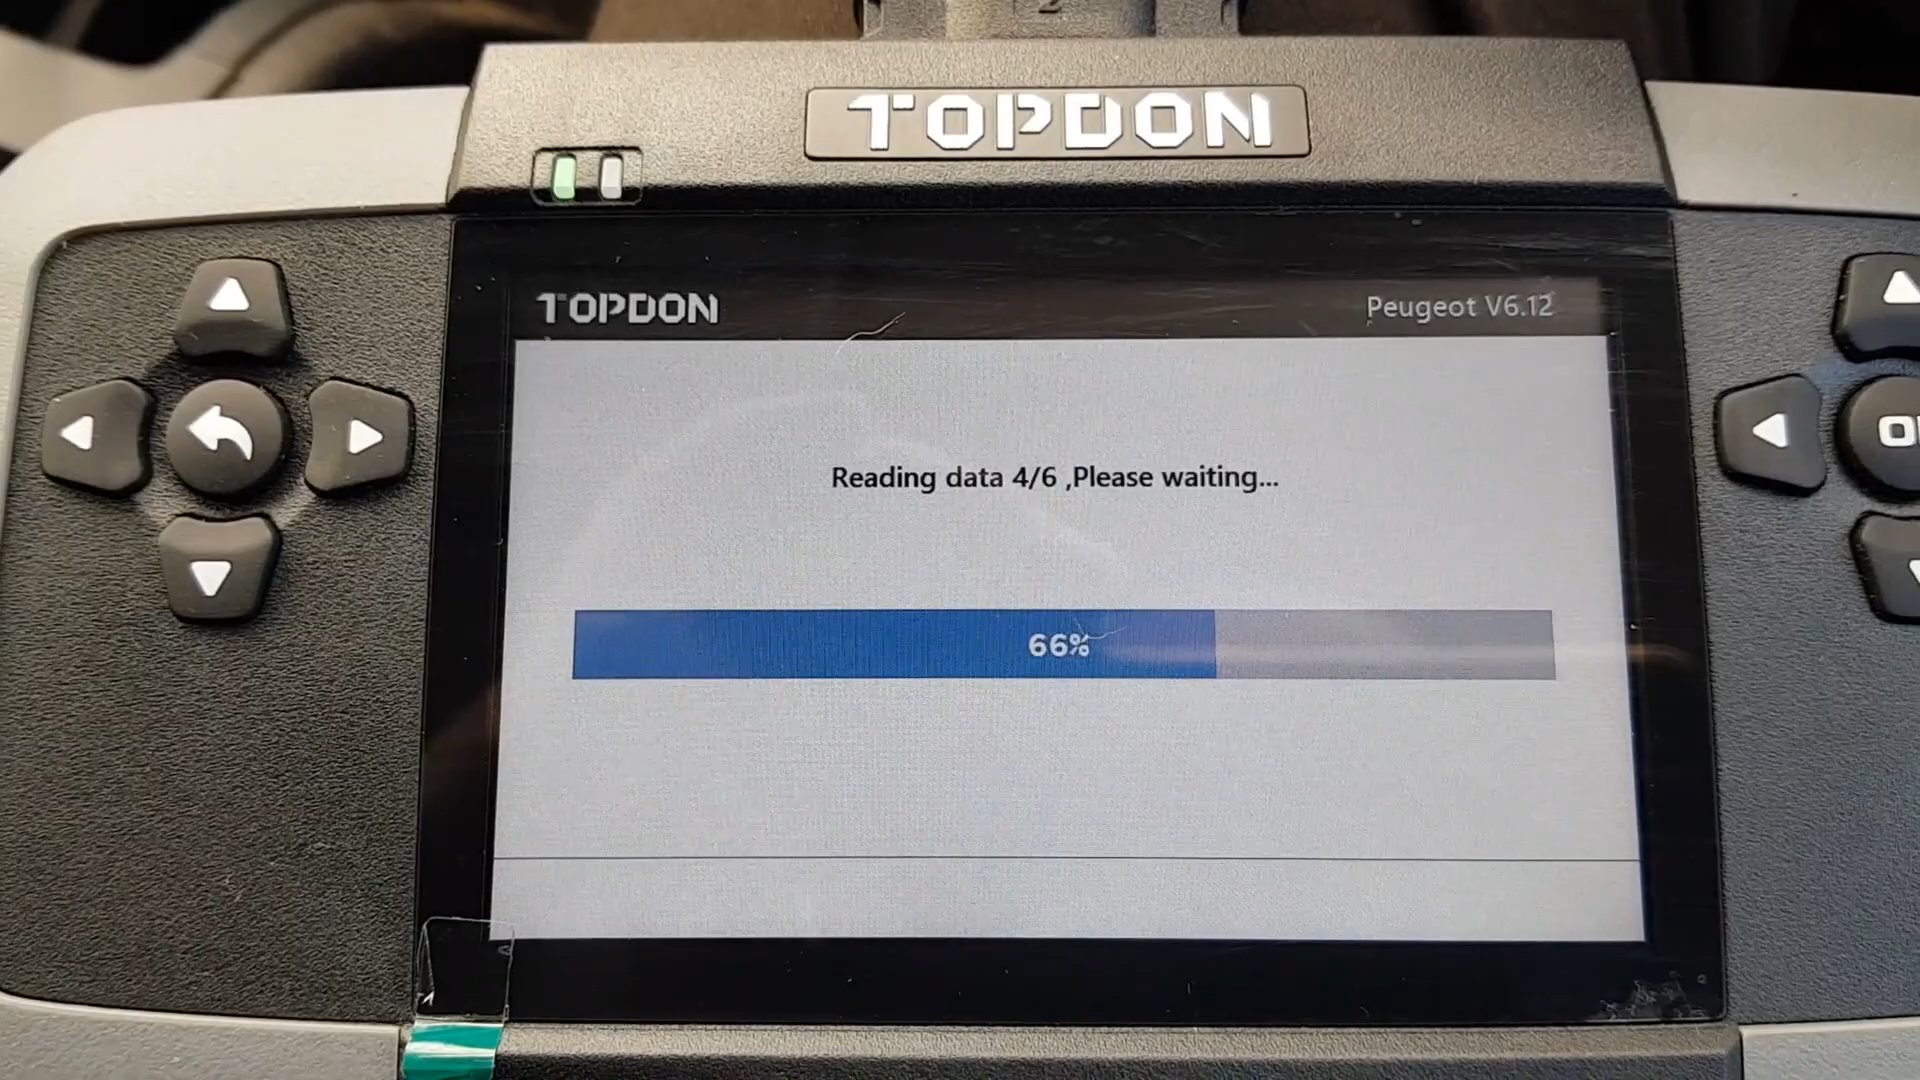 TOPDON
TOPDON
Peugeot V6.12
Reading data 4/6 ,Please waiting...
66%